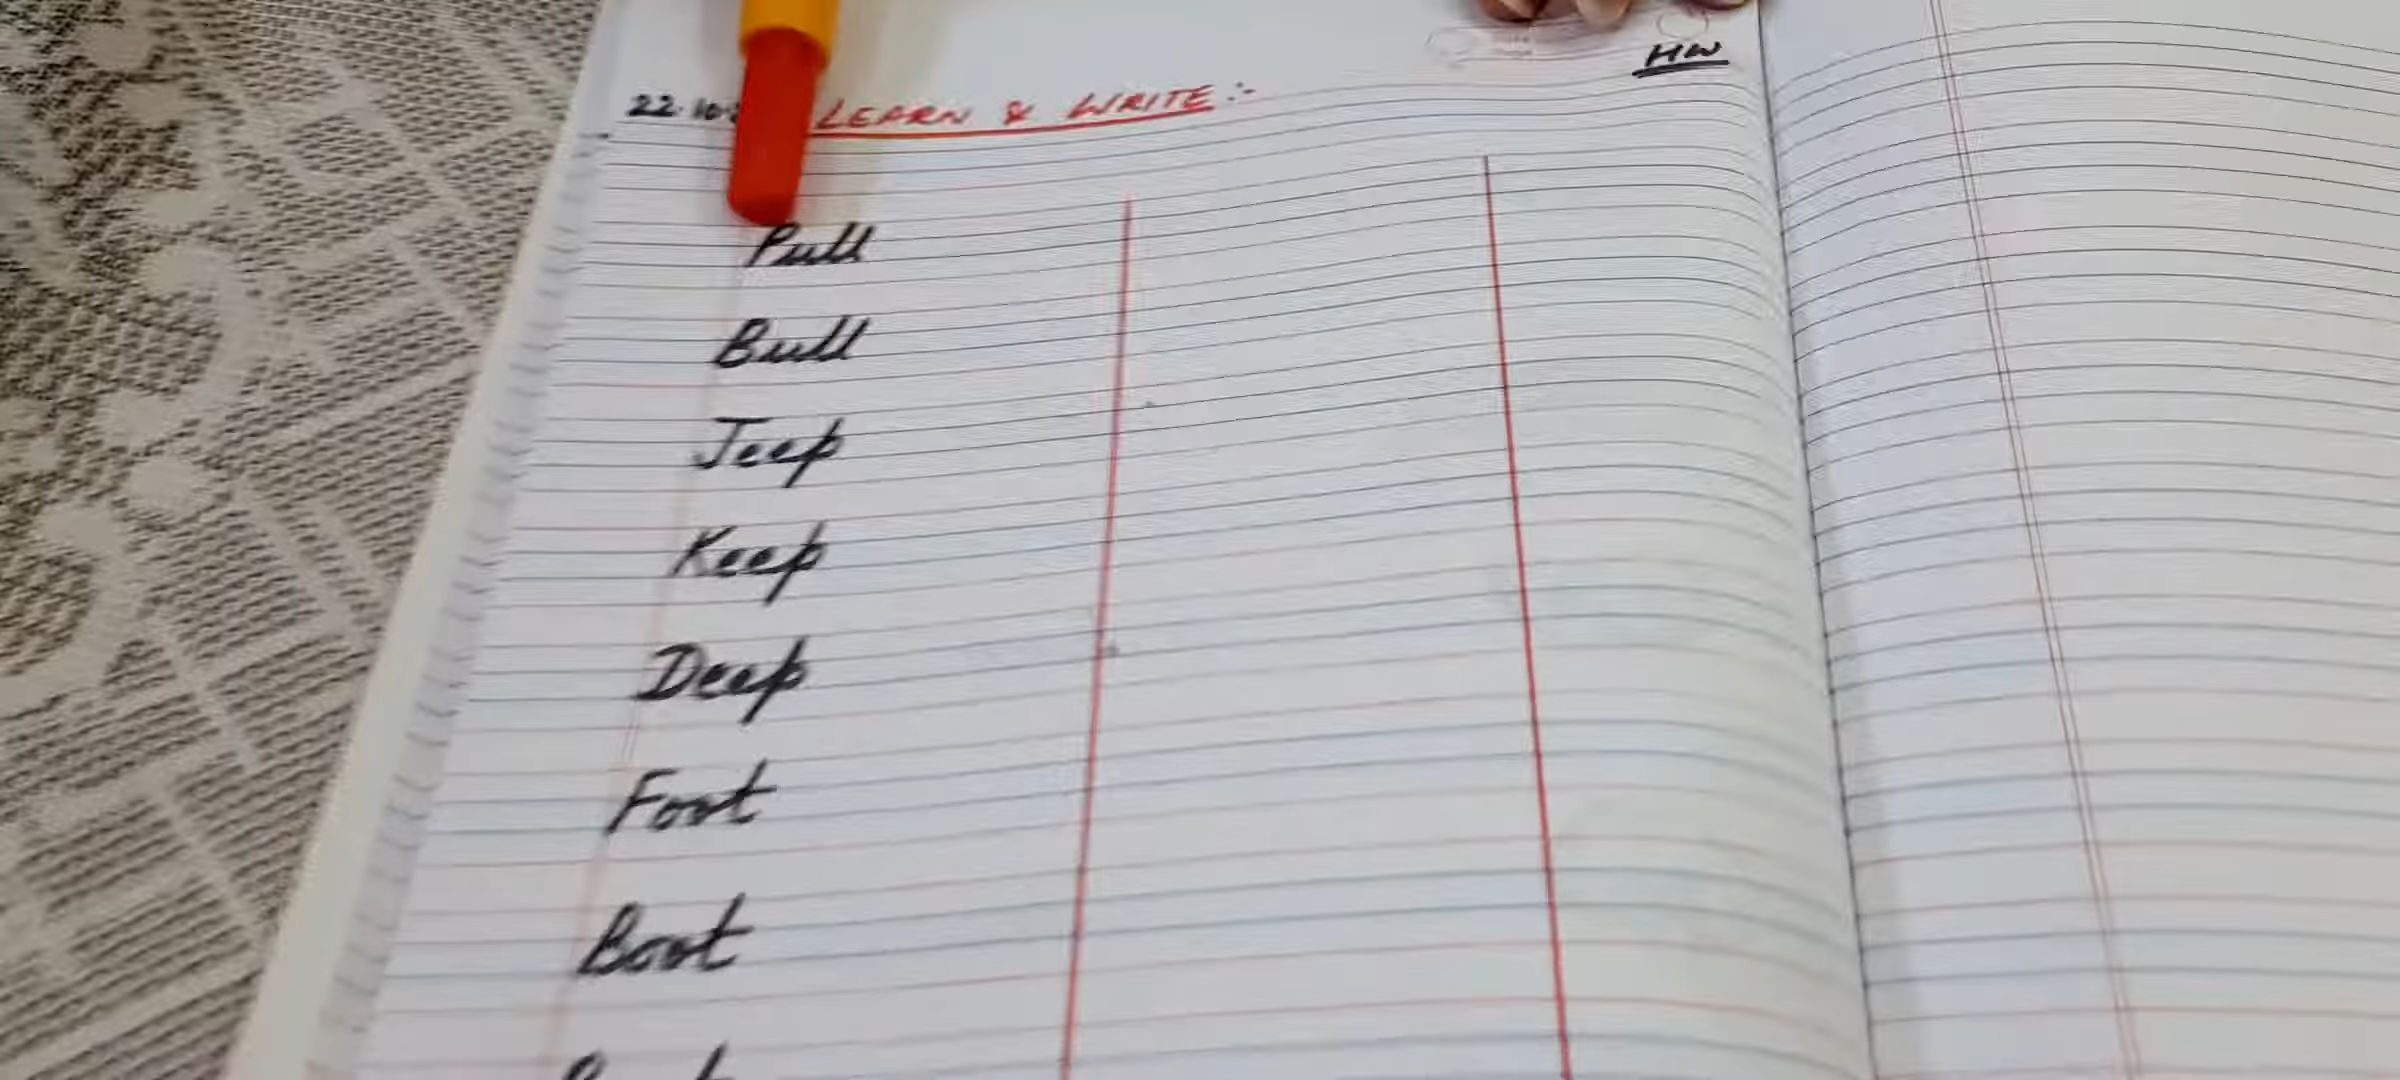 HW
22.10. LEARN & WRITE :-
Pull
Bull
Jeep
Keep
Deep
Foot
Boot